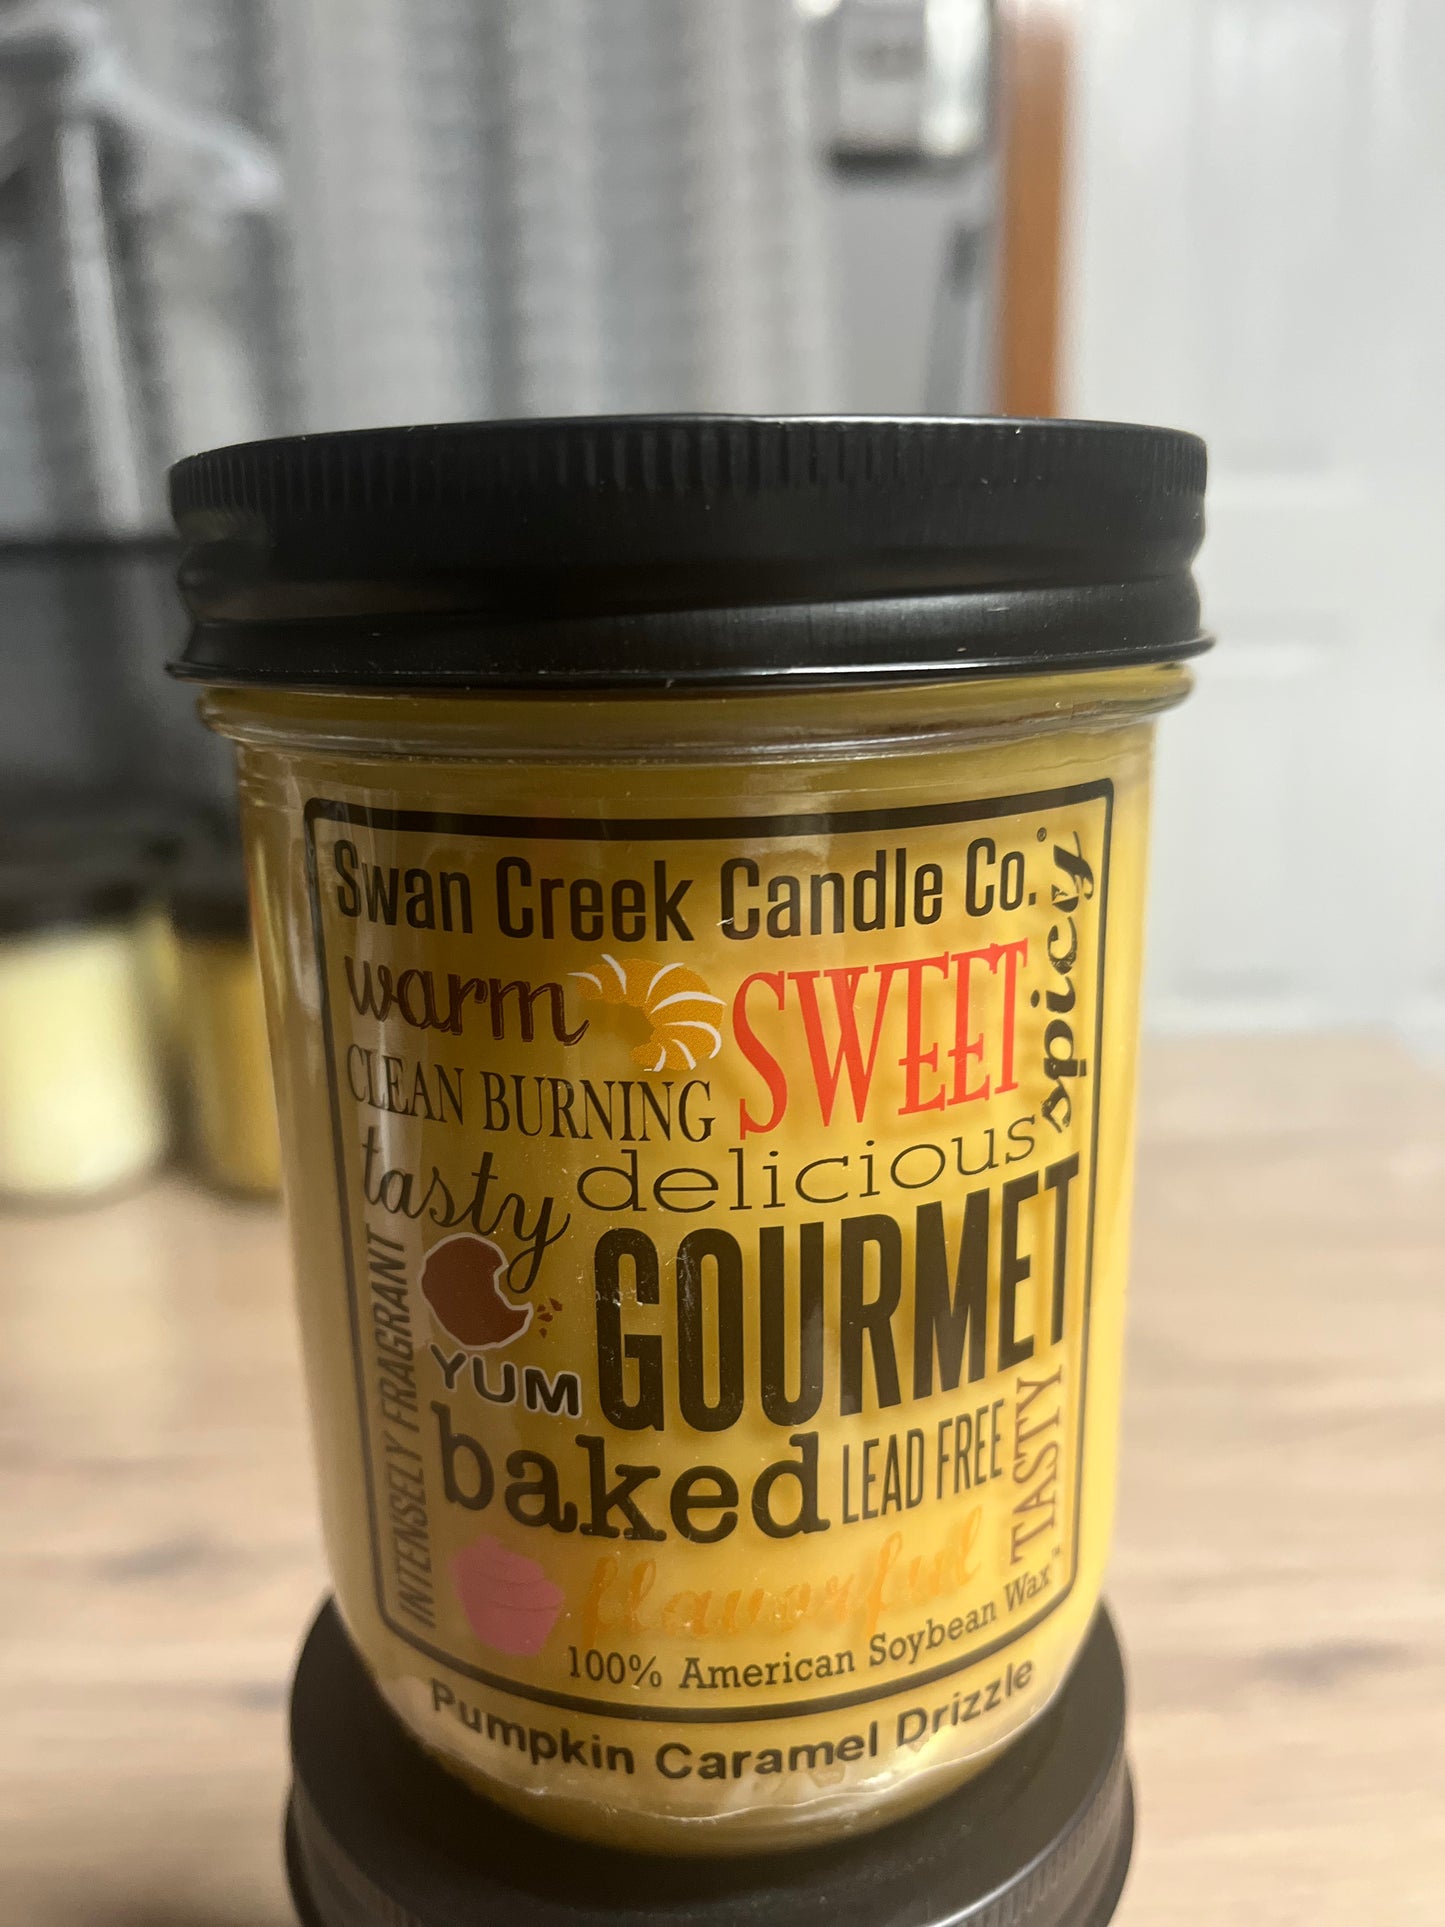 Swan Creek Candle Co.®
warm
SWEET
spicy
CLEAN BURNING
tasty
delicious
INTENSELY FRAGRANT
YUM
GOURMET
baked
LEAD FREE
TASTY
flavorful
100% American Soybean Wax.
Pumpkin Caramel Drizzle